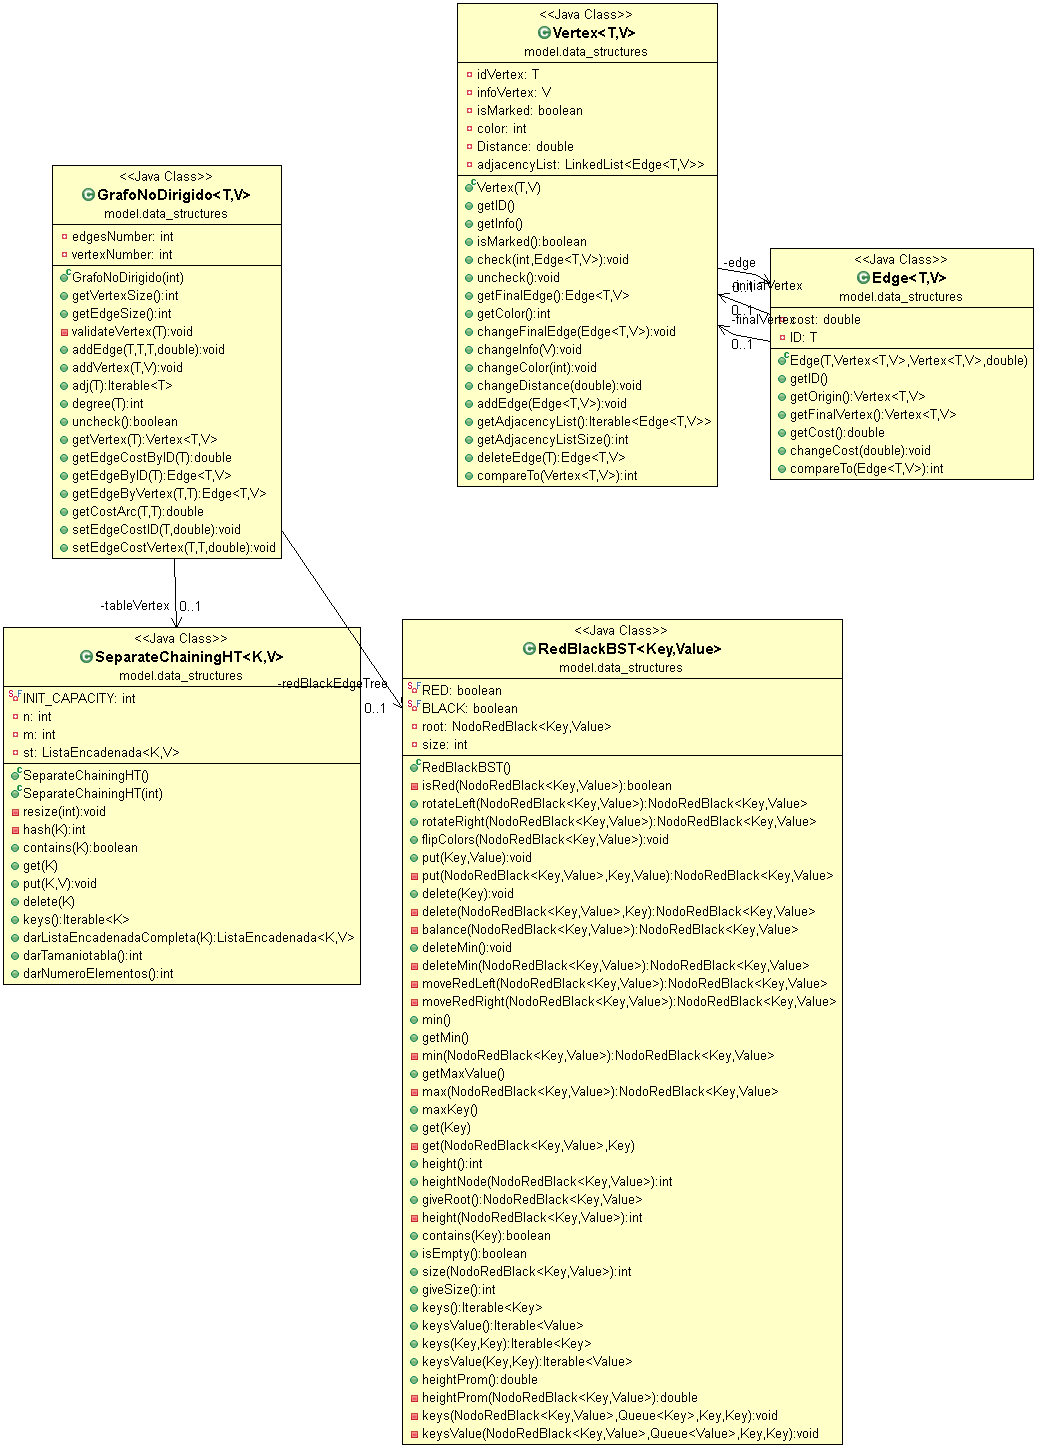 <<Java Class>>
Vertex<T,V>
model.data_structures
idVertex: T
infoVertex: V
isMarked: boolean
color: int
Distance: double
adjacencyList: LinkedList<Edge<T,V>>
Vertex(T,V)
getID()
getInfo()
isMarked():boolean
check(int,Edge<T,V>):void
uncheck():void
getFinalEdge():Edge<T,V>
getColor():int
changeFinalEdge(Edge<T,V>):void
changeInfo(V):void
changeColor(int):void
changeDistance(double):void
addEdge(Edge<T,V>):void
getAdjacencyList():Iterable<Edge<T,V>>
getAdjacencyListSize():int
deleteEdge(T):Edge<T,V>
compareTo(Vertex<T,V>):int
-edge
0..1
-initialVertex
0..1
-finalVertex
0..1
<<Java Class>>
Edge<T,V>
model.data_structures
cost: double
ID: T
Edge(T,Vertex<T,V>,Vertex<T,V>,double)
getID()
getOrigin():Vertex<T,V>
getFinalVertex():Vertex<T,V>
getCost():double
changeCost(double):void
compareTo(Edge<T,V>):int
<<Java Class>>
GrafoNoDirigido<T,V>
model.data_structures
edgesNumber: int
vertexNumber: int
GrafoNoDirigido(int)
getVertexSize():int
getEdgeSize():int
validateVertex(T):void
addEdge(T,T,T,double):void
addVertex(T,V):void
adj(T):Iterable<T>
degree(T):int
uncheck():boolean
getVertex(T):Vertex<T,V>
getEdgeCostByID(T):double
getEdgeByID(T):Edge<T,V>
getEdgeByVertex(T,T):Edge<T,V>
getCostArc(T,T):double
setEdgeCostID(T,double):void
setEdgeCostVertex(T,T,double):void
-tableVertex 0..1
<<Java Class>>
SeparateChainingHT<K,V>
model.data_structures
INIT_CAPACITY: int
n: int
m: int
st: ListaEncadenada<K,V>
SeparateChainingHT()
SeparateChainingHT(int)
resize(int):void
hash(K):int
contains(K):boolean
get(K)
put(K,V):void
delete(K)
keys():Iterable<K>
darListaEncadenadaCompleta(K):ListaEncadenada<K,V>
darTamaniotabla():int
darNumeroElementos():int
-redBlackEdgeTree
0..1
<<Java Class>>
RedBlackBST<Key,Value>
model.data_structures
RED: boolean
BLACK: boolean
root: NodoRedBlack<Key,Value>
size: int
RedBlackBST()
isRed(NodoRedBlack<Key,Value>):boolean
rotateLeft(NodoRedBlack<Key,Value>):NodoRedBlack<Key,Value>
rotateRight(NodoRedBlack<Key,Value>):NodoRedBlack<Key,Value>
flipColors(NodoRedBlack<Key,Value>):void
put(Key,Value):void
put(NodoRedBlack<Key,Value>,Key,Value):NodoRedBlack<Key,Value>
delete(Key):void
delete(NodoRedBlack<Key,Value>,Key):NodoRedBlack<Key,Value>
balance(NodoRedBlack<Key,Value>):NodoRedBlack<Key,Value>
deleteMin():void
deleteMin(NodoRedBlack<Key,Value>):NodoRedBlack<Key,Value>
moveRedLeft(NodoRedBlack<Key,Value>):NodoRedBlack<Key,Value>
moveRedRight(NodoRedBlack<Key,Value>):NodoRedBlack<Key,Value>
min()
getMin()
min(NodoRedBlack<Key,Value>):NodoRedBlack<Key,Value>
getMaxValue()
max(NodoRedBlack<Key,Value>):NodoRedBlack<Key,Value>
maxKey()
get(Key)
get(NodoRedBlack<Key,Value>,Key)
height():int
heightNode(NodoRedBlack<Key,Value>):int
giveRoot():NodoRedBlack<Key,Value>
height(NodoRedBlack<Key,Value>):int
contains(Key):boolean
isEmpty():boolean
size(NodoRedBlack<Key,Value>):int
giveSize():int
keys():Iterable<Key>
keysValue():Iterable<Value>
keys(Key,Key):Iterable<Key>
keysValue(Key,Key):Iterable<Value>
heightProm():double
heightProm(NodoRedBlack<Key,Value>):double
keys(NodoRedBlack<Key,Value>,Queue<Key>,Key,Key):void
keysValue(NodoRedBlack<Key,Value>,Queue<Value>,Key,Key):void